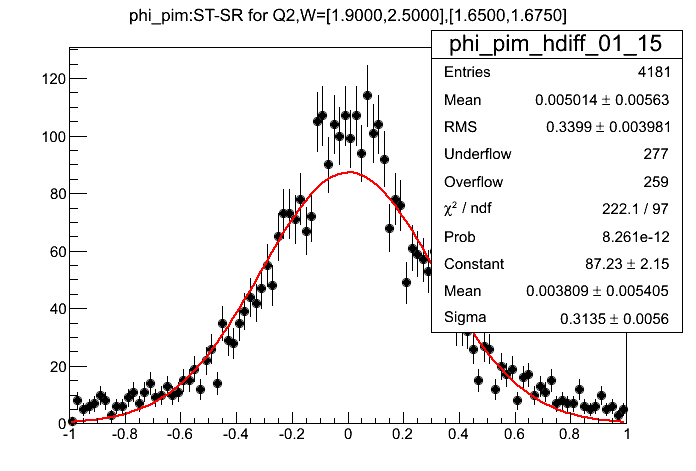 phi_pim:ST-SR for Q2,W=[1.9000,2.5000],[1.6500,1.6750]
phi_pim_hdiff_01_15
Entries 4181
Mean 0.005014 ± 0.00563
RMS 0.3399 ± 0.003981
Underflow 277
Overflow 259
χ² / ndf 222.1 / 97
Prob 8.261e-12
Constant 87.23 ± 2.15
Mean 0.003809 ± 0.005405
Sigma 0.3135 ± 0.0056
120
100
80
60
40
20
0
-1 -0.8 -0.6 -0.4 -0.2 0 0.2 0.4 0.6 0.8 1